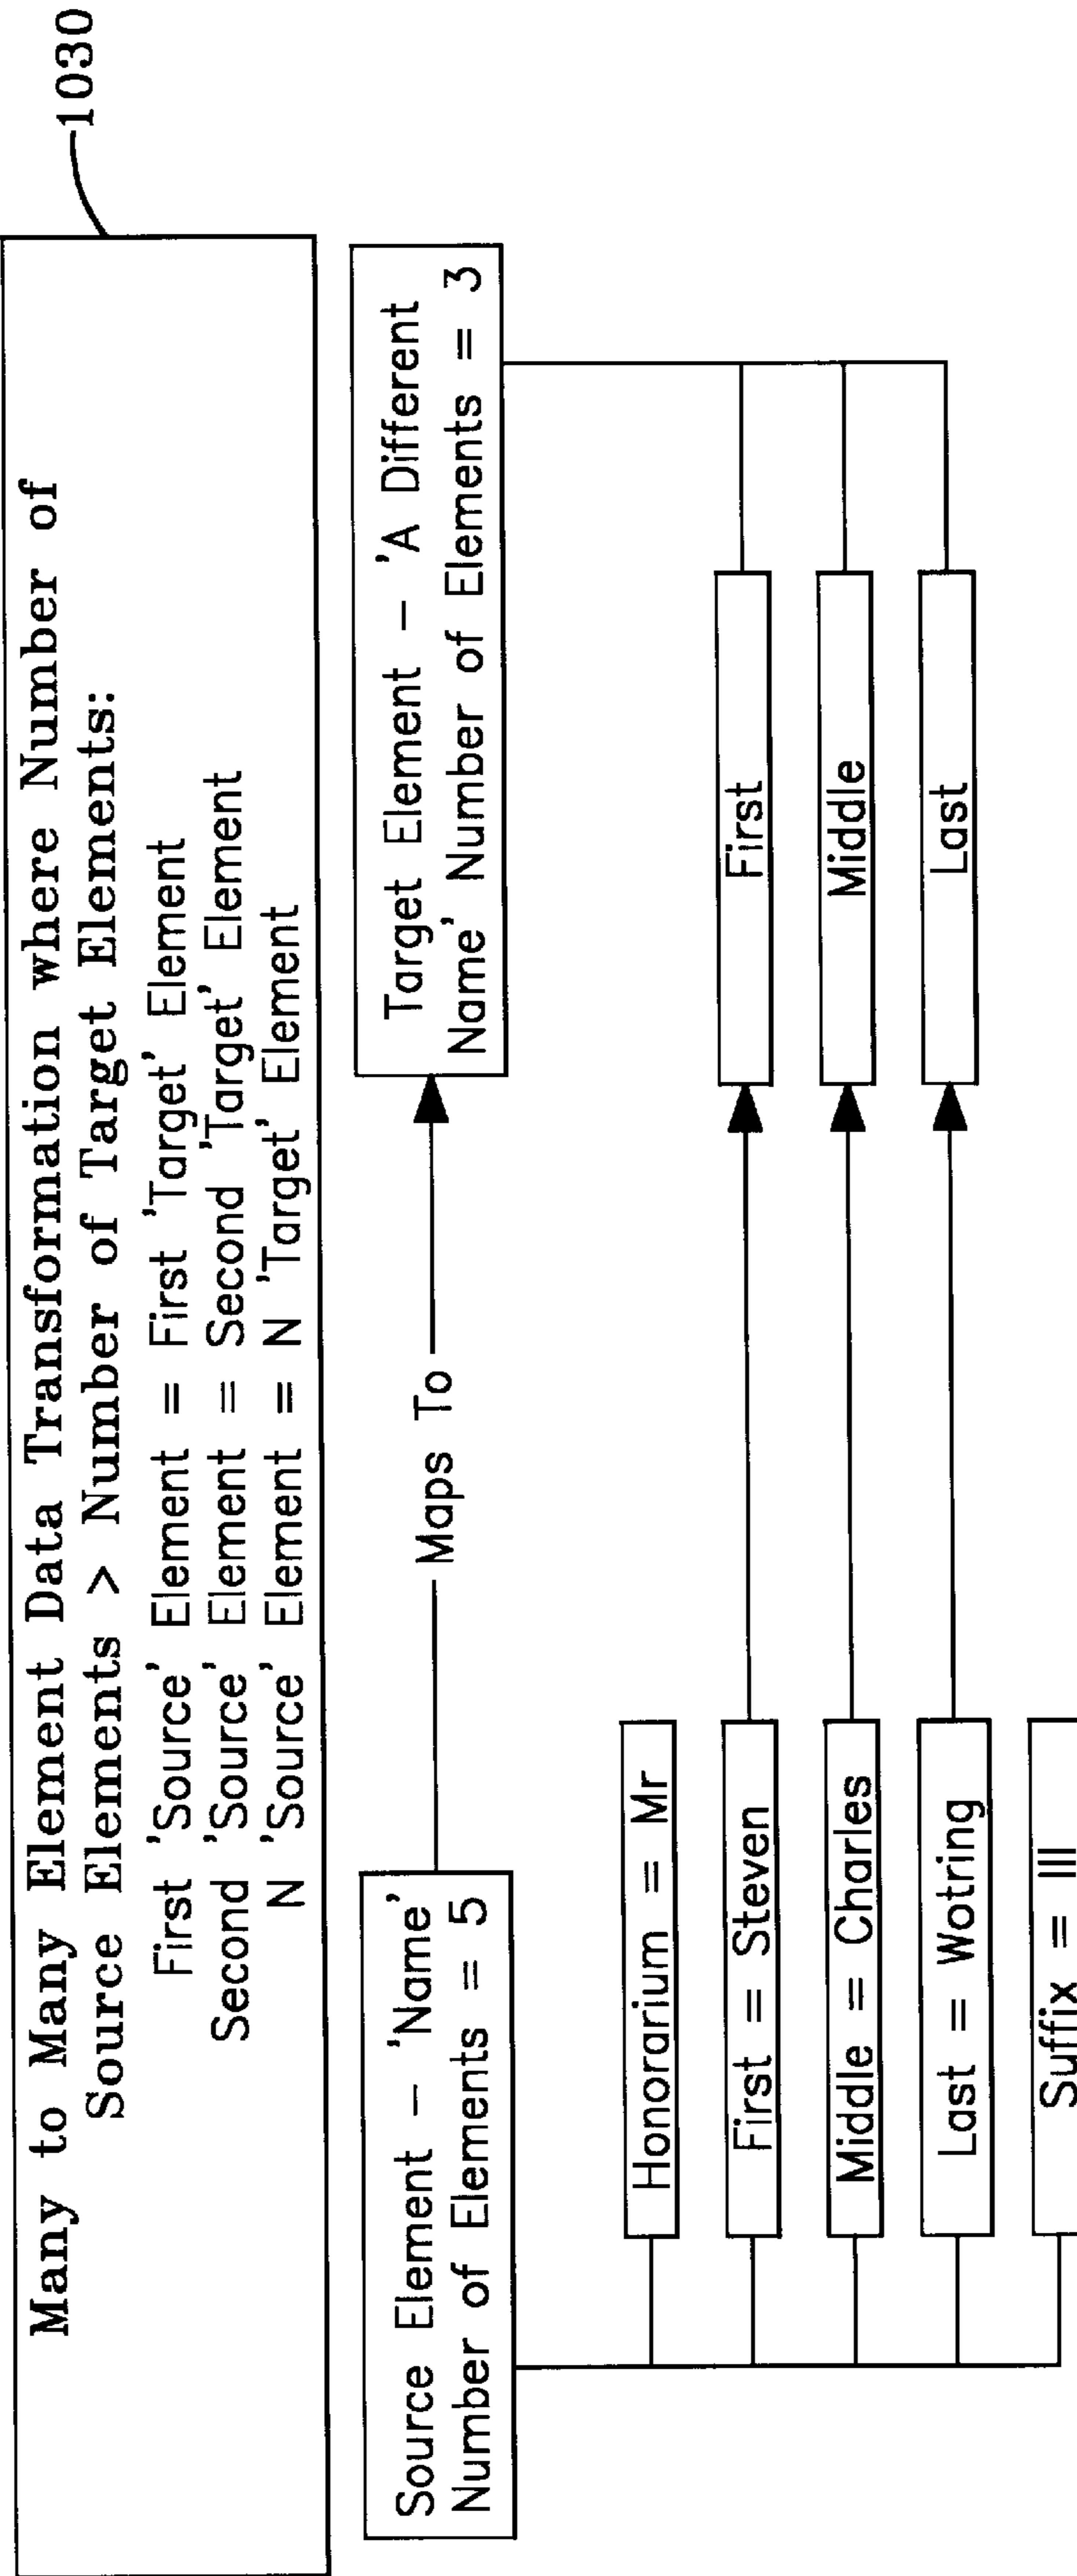 1030
Many to Many Element Data Transformation where Number of
Source Elements > Number of Target Elements:
First 'Source' Element = First 'Target' Element
Second 'Source' Element = Second 'Target' Element
N 'Source' Element = N 'Target' Element
Source Element – 'Name'
Number of Elements = 5
Maps To
Target Element – 'A Different
Name' Number of Elements = 3
Honorarium = Mr
First = Steven
First
Middle = Charles
Middle
Last = Wotring
Last
Suffix = III